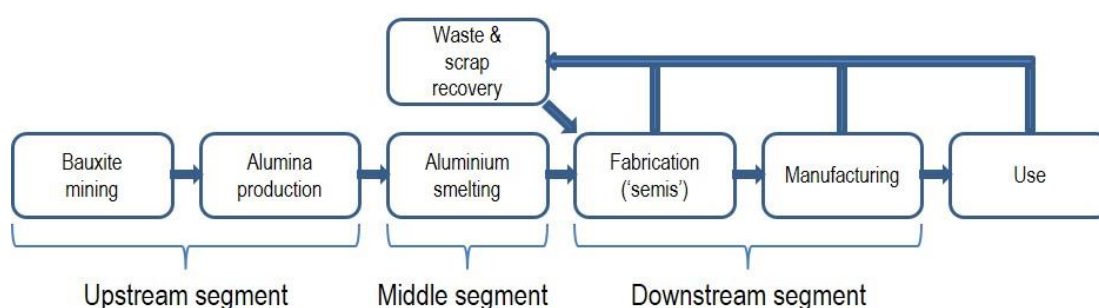 Waste &
scrap
recovery
Bauxite
mining
Alumina
production
Aluminium
smelting
Fabrication
(‘semis’)
Manufacturing
Use
Upstream segment
Middle segment
Downstream segment